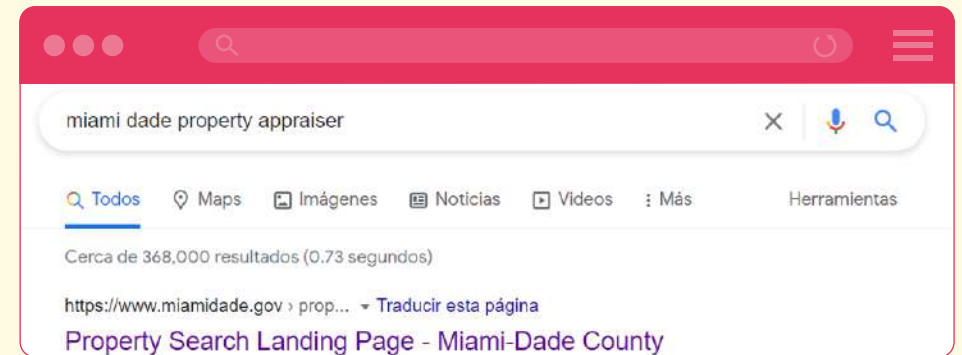 miami dade property appraiser
Todos Maps Imágenes Noticias Videos Más Herramientas
Cerca de 368,000 resultados (0.73 segundos)
https://www.miamidade.gov › prop... Traducir esta página
Property Search Landing Page - Miami-Dade County